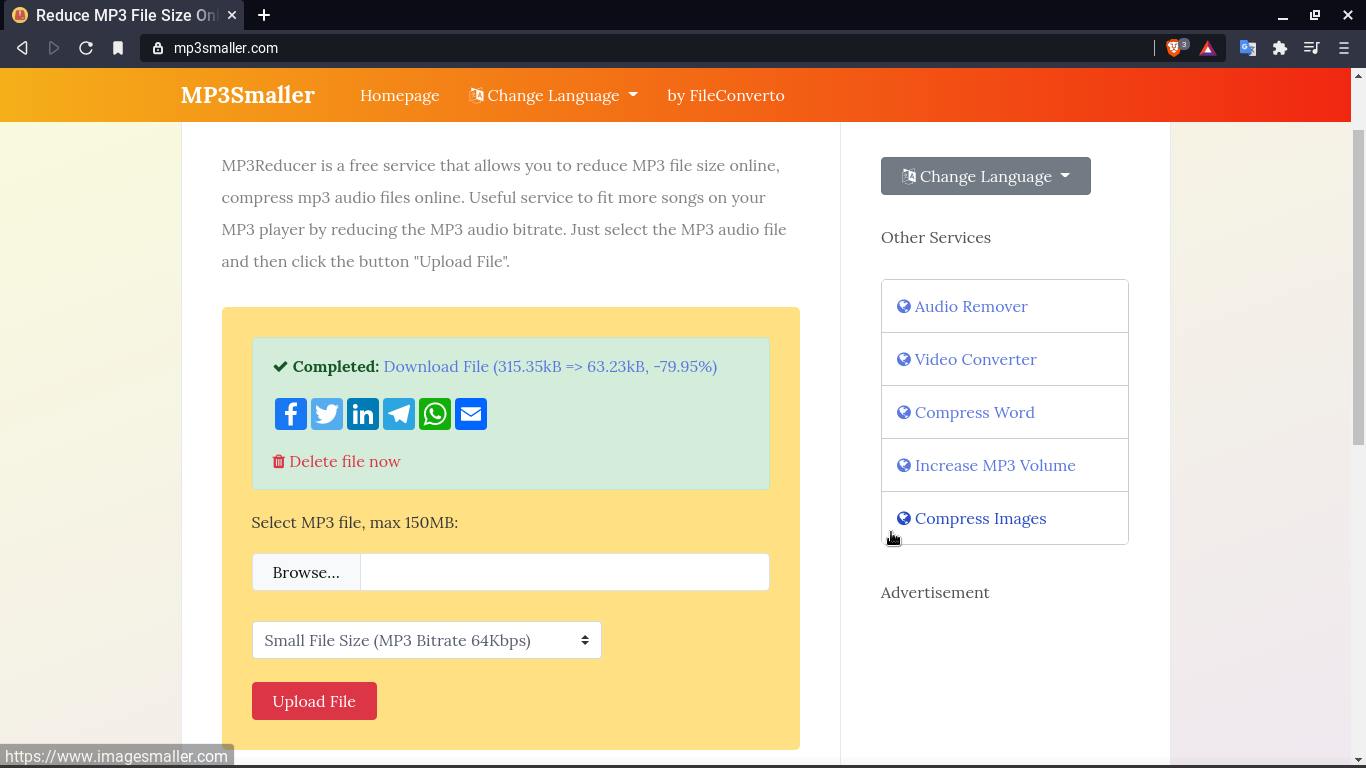 Reduce MP3 File Size Onl
mp3smaller.com
3
MP3Smaller
Homepage
Change Language
by FileConverto
MP3Reducer is a free service that allows you to reduce MP3 file size online,
compress mp3 audio files online. Useful service to fit more songs on your
MP3 player by reducing the MP3 audio bitrate. Just select the MP3 audio file
and then click the button "Upload File".
Completed: Download File (315.35kB => 63.23kB, -79.95%)
Delete file now
Select MP3 file, max 150MB:
Browse...
Small File Size (MP3 Bitrate 64Kbps)
Upload File
Change Language
Other Services
Audio Remover
Video Converter
Compress Word
Increase MP3 Volume
Compress Images
Advertisement
https://www.imagesmaller.com